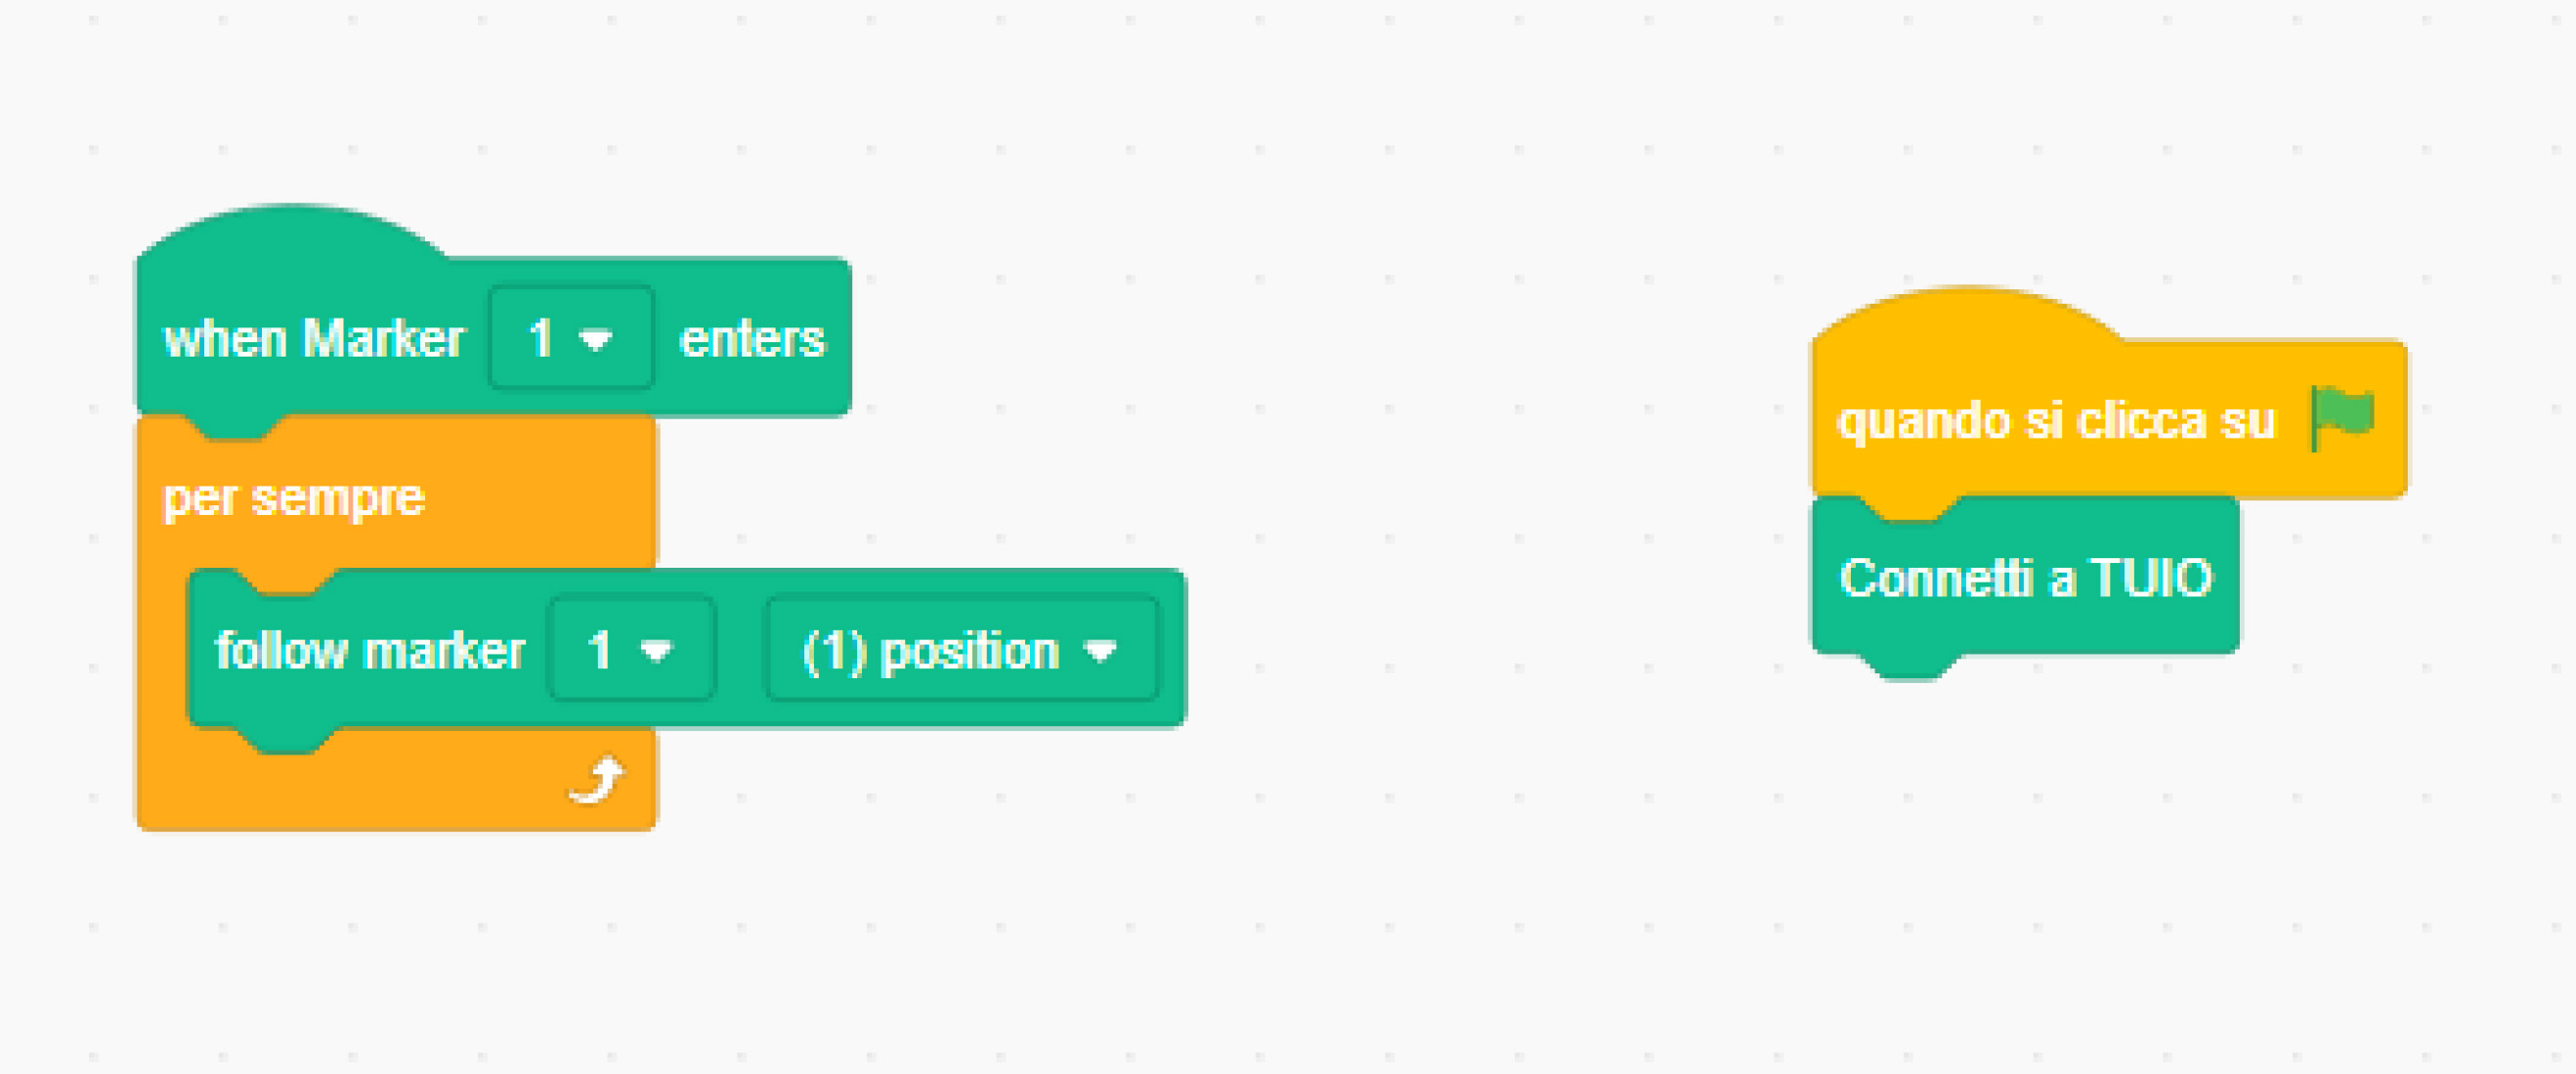 when Marker 1 enters
per sempre
follow marker 1 (1) position
quando si clicca su
Connetti a TUIO